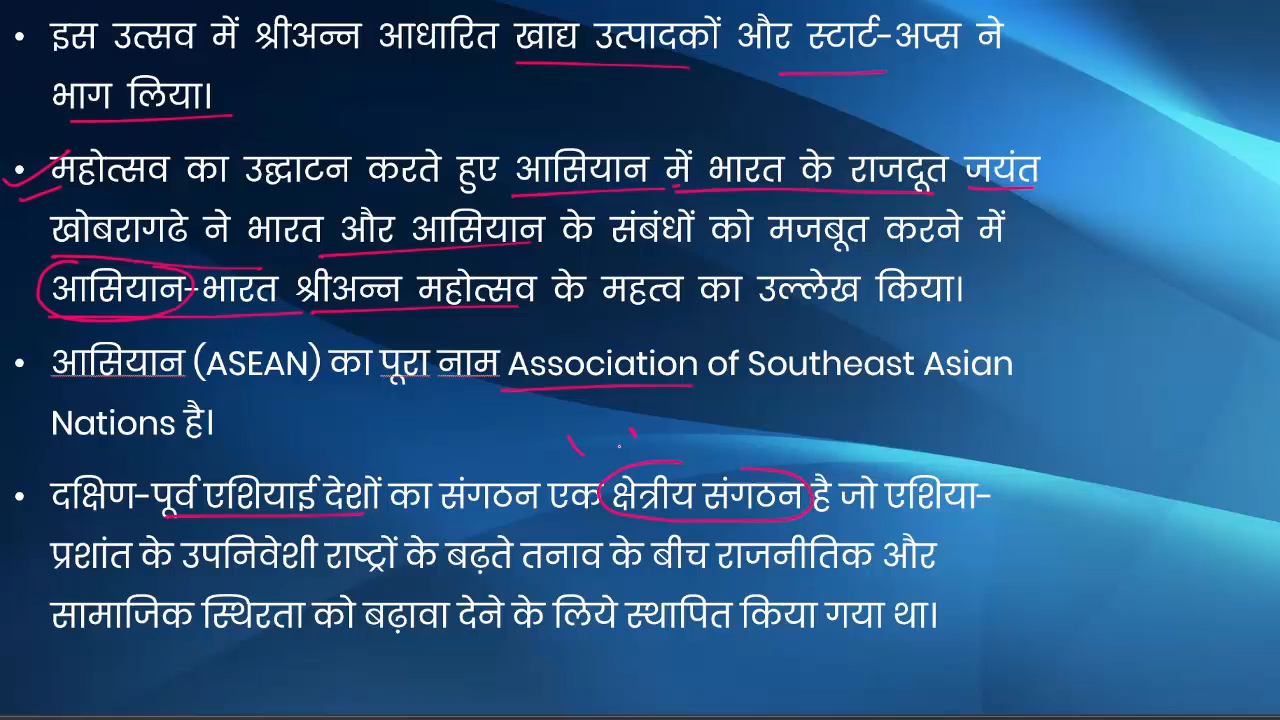 • इस उत्सव में श्रीअन्न आधारित खाद्य उत्पादकों और स्टार्ट-अप्स ने
भाग लिया।
• महोत्सव का उद्घाटन करते हुए आसियान में भारत के राजदूत जयंत
खोबरागढे ने भारत और आसियान के संबंधों को मजबूत करने में
आसियान-भारत श्रीअन्न महोत्सव के महत्व का उल्लेख किया।
• आसियान (ASEAN) का पूरा नाम Association of Southeast Asian
Nations है।
• दक्षिण-पूर्व एशियाई देशों का संगठन एक क्षेत्रीय संगठन है जो एशिया-
प्रशांत के उपनिवेशी राष्ट्रों के बढ़ते तनाव के बीच राजनीतिक और
सामाजिक स्थिरता को बढ़ावा देने के लिये स्थापित किया गया था।